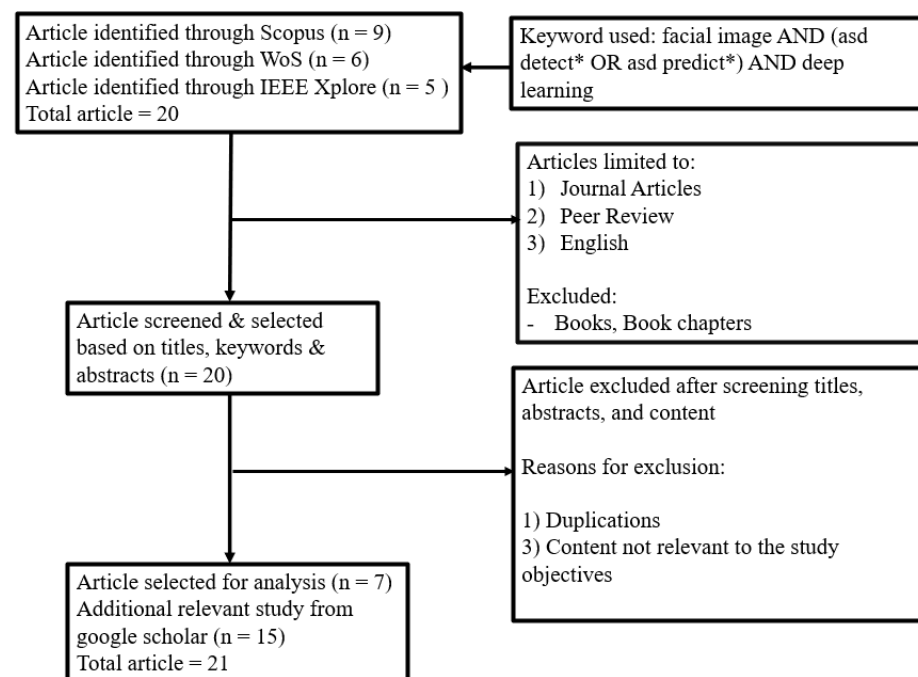 Article identified through Scopus (n = 9)
Article identified through WoS (n = 6)
Article identified through IEEE Xplore (n = 5 )
Total article = 20
Keyword used: facial image AND (asd
detect* OR asd predict*) AND deep
learning
Articles limited to:
1) Journal Articles
2) Peer Review
3) English
Excluded:
- Books, Book chapters
Article screened & selected
based on titles, keywords &
abstracts (n = 20)
Article excluded after screening titles,
abstracts, and content
Reasons for exclusion:
1) Duplications
3) Content not relevant to the study
objectives
Article selected for analysis (n = 7)
Additional relevant study from
google scholar (n = 15)
Total article = 21